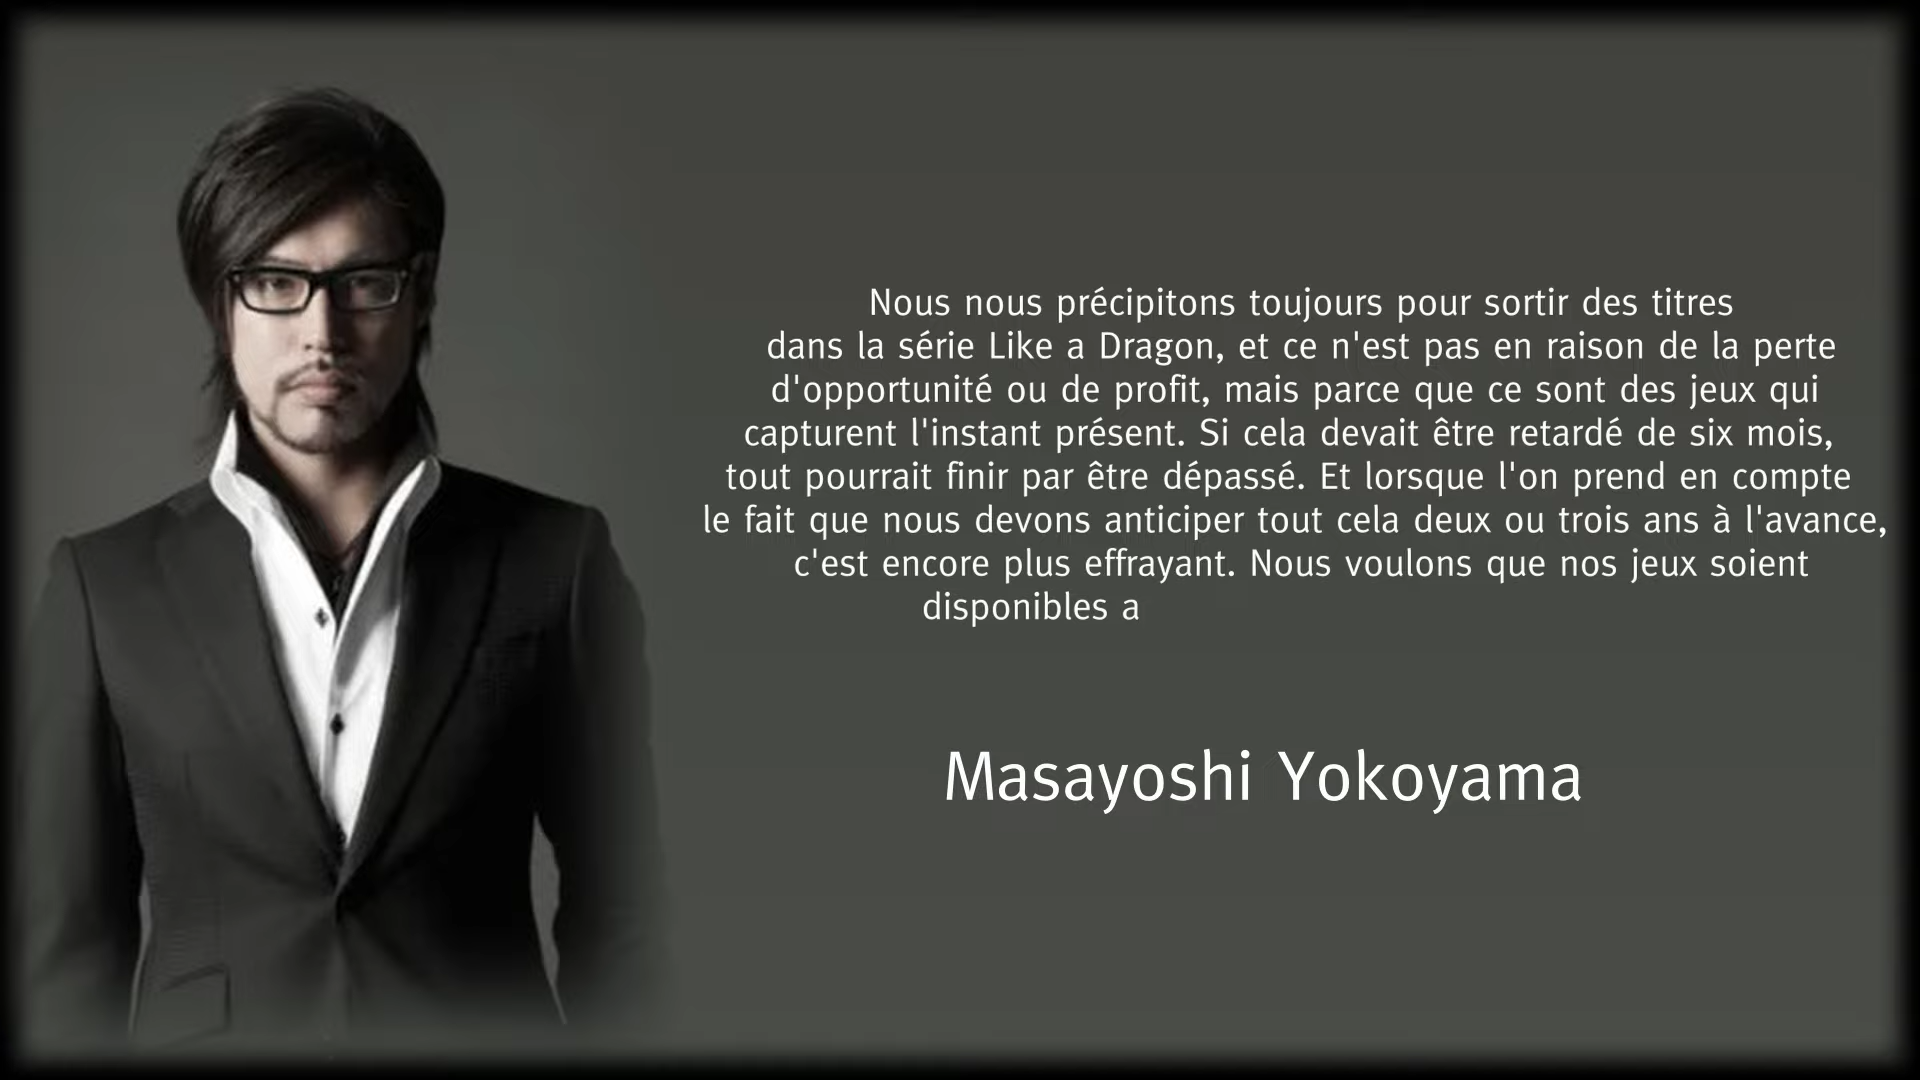 Nous nous précipitons toujours pour sortir des titres
dans la série Like a Dragon, et ce n'est pas en raison de la perte
d'opportunité ou de profit, mais parce que ce sont des jeux qui
capturent l'instant présent. Si cela devait être retardé de six mois,
tout pourrait finir par être dépassé. Et lorsque l'on prend en compte
le fait que nous devons anticiper tout cela deux ou trois ans à l'avance,
c'est encore plus effrayant. Nous voulons que nos jeux soient
disponibles a
Masayoshi Yokoyama